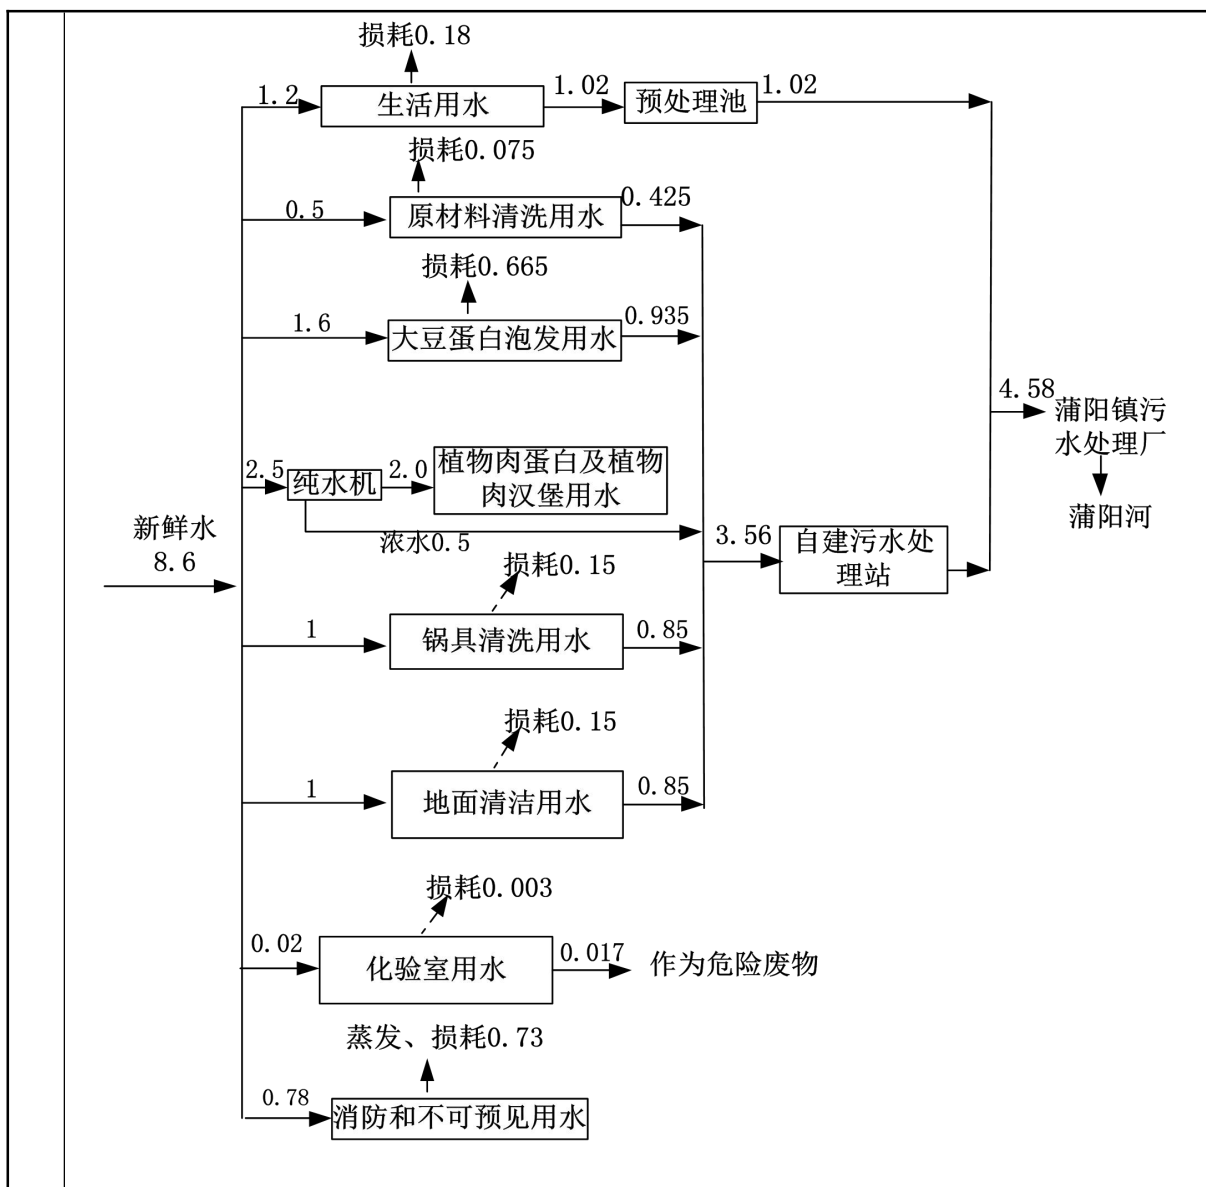 损耗0.18
1.2
生活用水
1.02
预处理池
1.02
损耗0.075
0.5
原材料清洗用水
0.425
损耗0.665
1.6
大豆蛋白泡发用水
0.935
2.5
纯水机
2.0
植物肉蛋白及植物
肉汉堡用水
浓水0.5
新鲜水
8.6
损耗0.15
1
锅具清洗用水
0.85
3.56
自建污水处
理站
4.58
蒲阳镇污
水处理厂
蒲阳河
损耗0.15
1
地面清洁用水
0.85
损耗0.003
0.02
化验室用水
0.017
作为危险废物
蒸发、损耗0.73
0.78
消防和不可预见用水